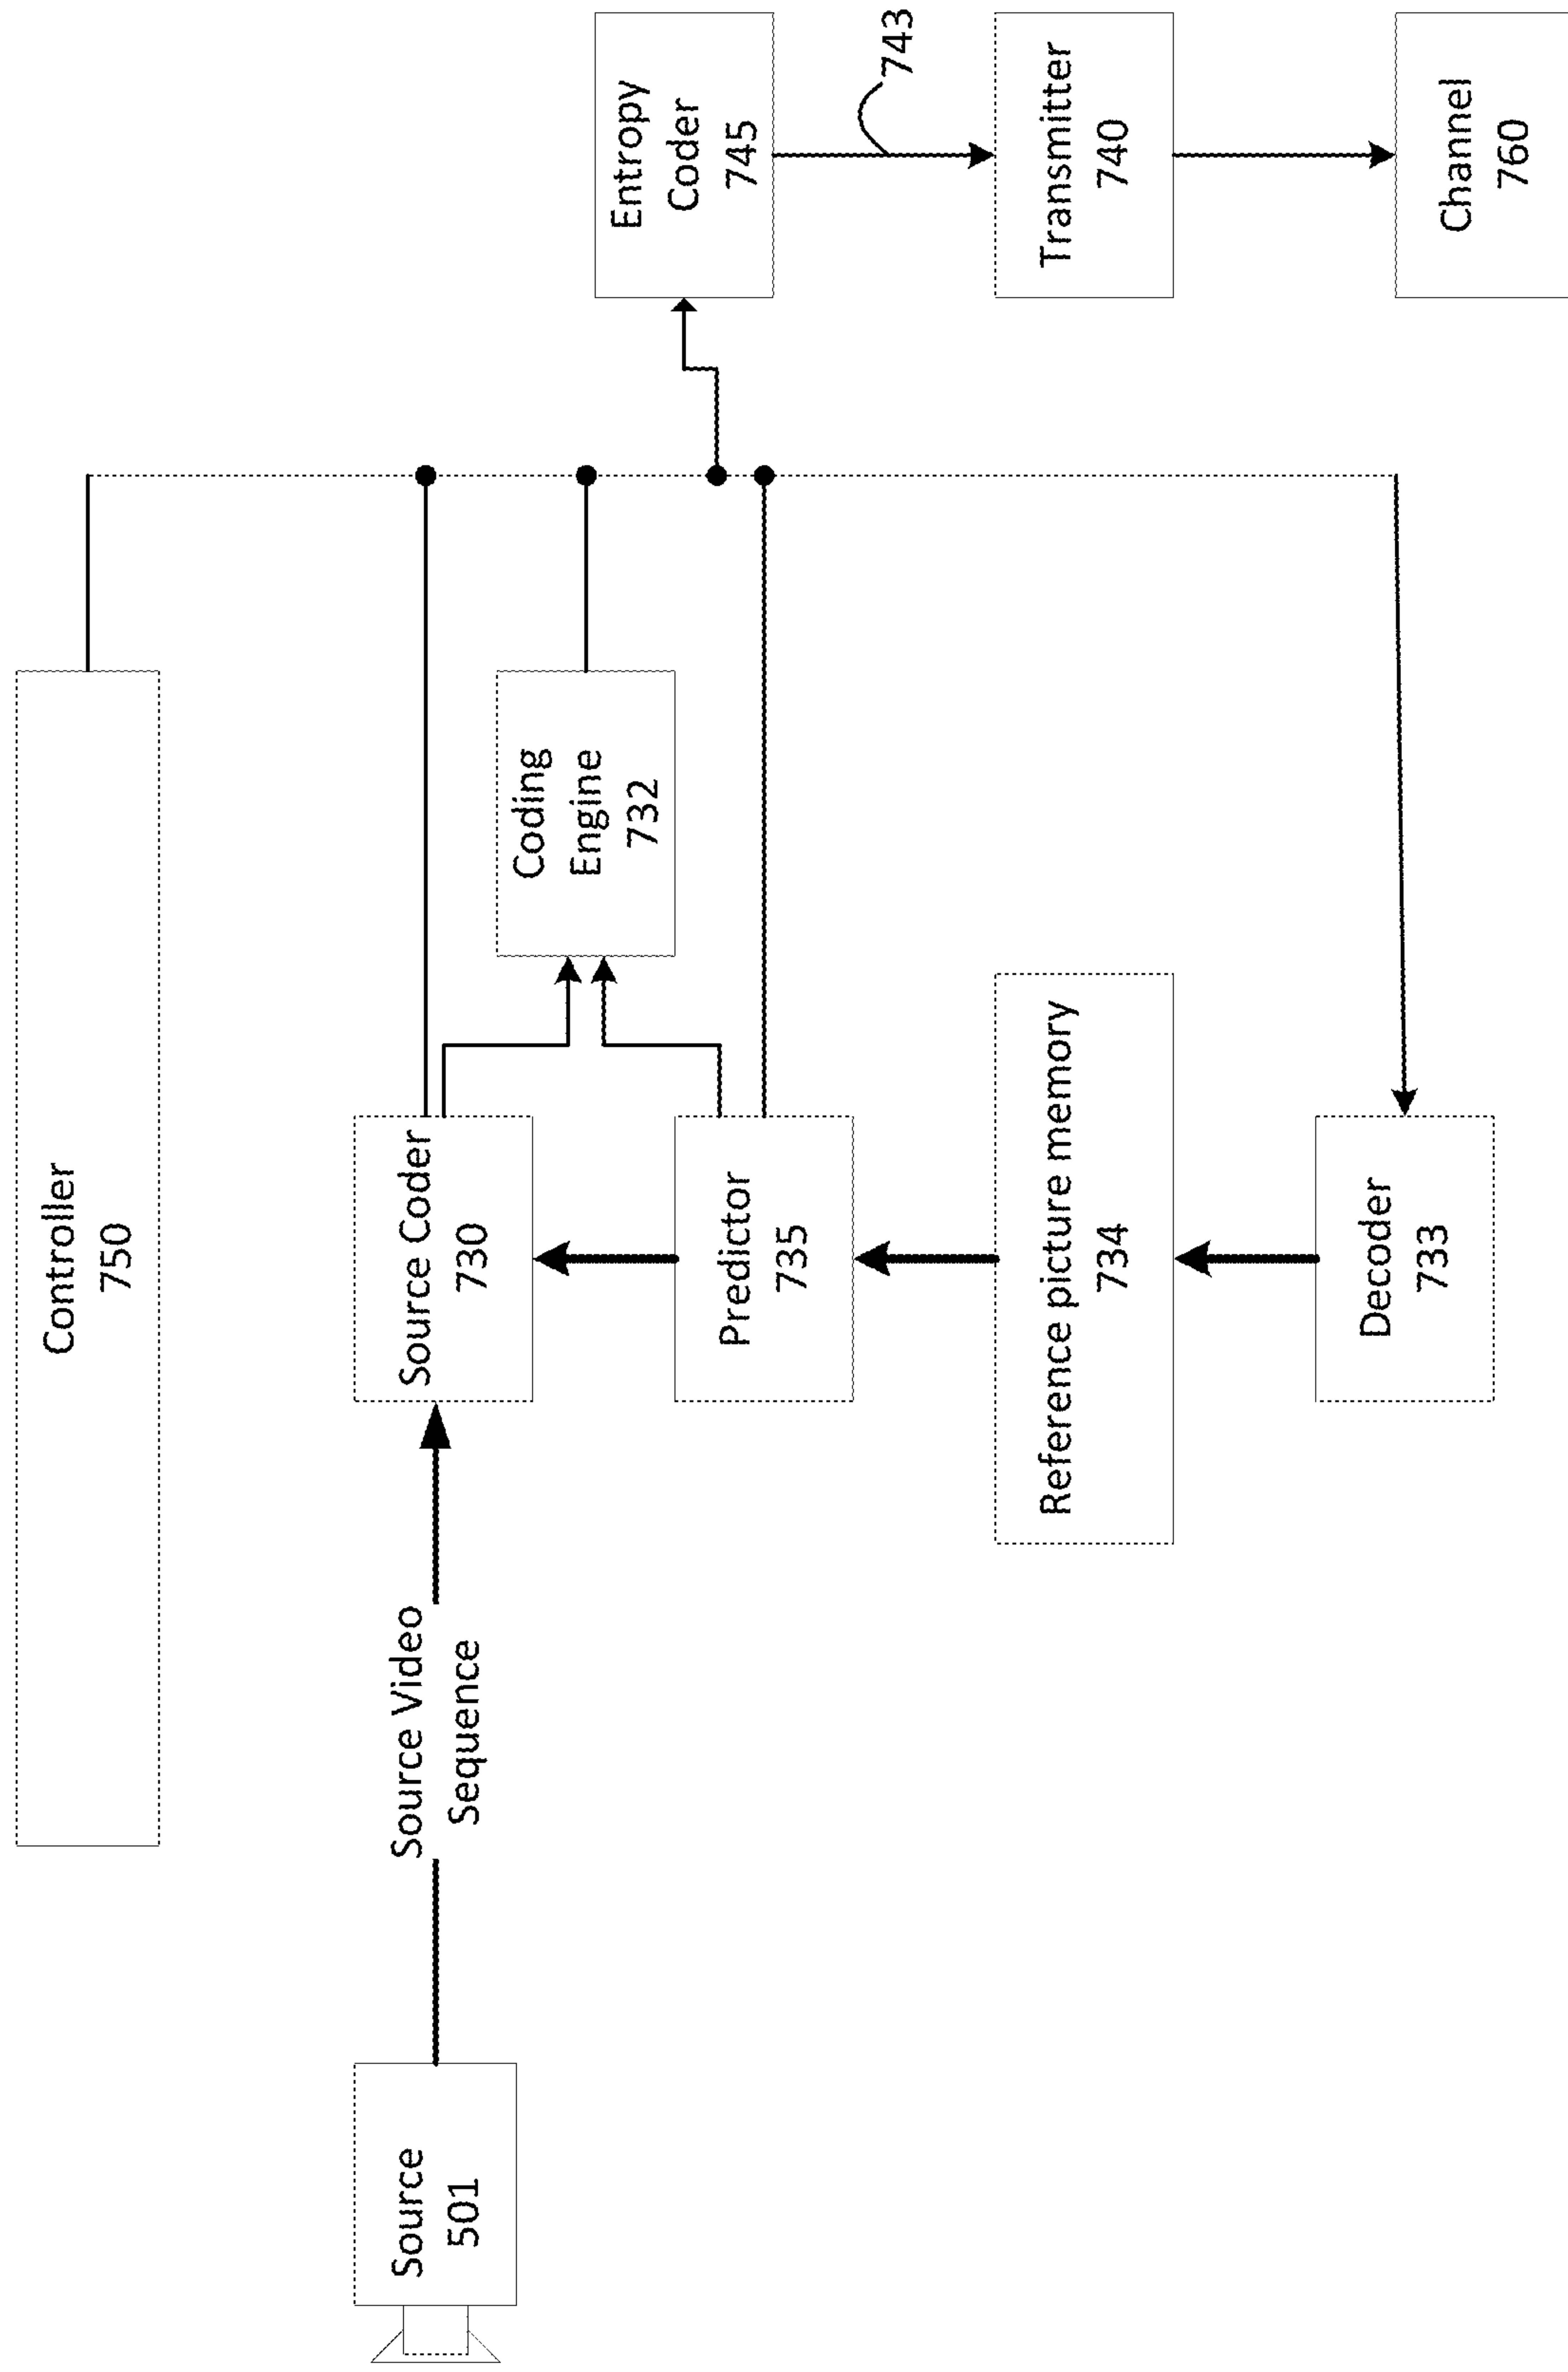 Controller
750
Source
501
Source Video
Sequence
Source Coder
730
Coding
Engine
732
Predictor
735
Reference picture memory
734
Decoder
733
Entropy
Coder
745
743
Transmitter
740
Channel
760